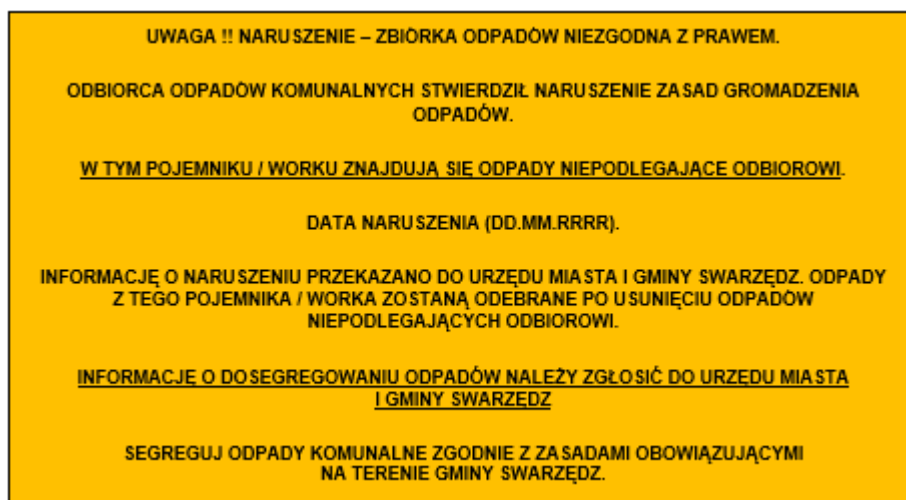 UWAGA !! NARUSZENIE – ZBIÓRKA ODPADÓW NIEZGODNA Z PRAWEM.
ODBIORCA ODPADÓW KOMUNALNYCH STWIERDZIŁ NARUSZENIE ZASAD GROMADZENIA
ODPADÓW.
W TYM POJEMNIKU / WORKU ZNAJDUJĄ SIĘ ODPADY NIEPODLEGAJĄCE ODBIOROWI.
DATA NARUSZENIA (DD.MM.RRRR).
INFORMACJĘ O NARUSZENIU PRZEKAZANO DO URZĘDU MIASTA I GMINY SWARZĘDZ. ODPADY
Z TEGO POJEMNIKA / WORKA ZOSTANĄ ODEBRANE PO USUNIĘCIU ODPADÓW
NIEPODLEGAJĄCYCH ODBIOROWI.
INFORMACJĘ O DOSEGREGOWANIU ODPADÓW NALEŻY ZGŁOSIĆ DO URZĘDU MIASTA
I GMINY SWARZĘDZ
SEGREGUJ ODPADY KOMUNALNE ZGODNIE Z ZASADAMI OBOWIĄZUJĄCYMI
NA TERENIE GMINY SWARZĘDZ.